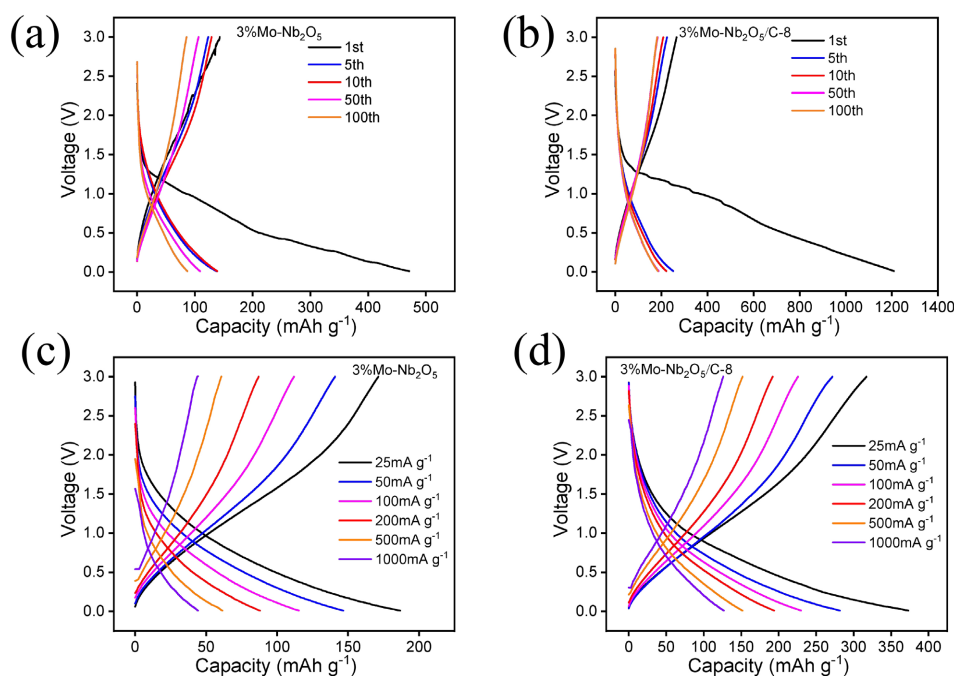 (a)
3%Mo-Nb₂O₅
1st
5th
10th
50th
100th
3.0
2.5
2.0
1.5
1.0
0.5
0.0
Voltage (V)
0 100 200 300 400 500
Capacity (mAh g⁻¹)
(b)
3%Mo-Nb₂O₅/C-8
1st
5th
10th
50th
100th
3.0
2.5
2.0
1.5
1.0
0.5
0.0
Voltage (V)
0 200 400 600 800 1000 1200 1400
Capacity (mAh g⁻¹)
(c)
3%Mo-Nb₂O₅
25mA g⁻¹
50mA g⁻¹
100mA g⁻¹
200mA g⁻¹
500mA g⁻¹
1000mA g⁻¹
3.0
2.5
2.0
1.5
1.0
0.5
0.0
Voltage (V)
0 50 100 150 200
Capacity (mAh g⁻¹)
(d)
3%Mo-Nb₂O₅/C-8
25mA g⁻¹
50mA g⁻¹
100mA g⁻¹
200mA g⁻¹
500mA g⁻¹
1000mA g⁻¹
3.0
2.5
2.0
1.5
1.0
0.5
0.0
Voltage (V)
0 50 100 150 200 250 300 350 400
Capacity (mAh g⁻¹)